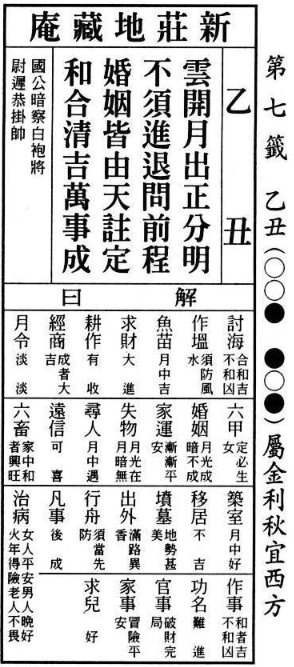 第七籤　乙丑(○○●　●○●)屬金利秋宜西方
新莊地藏庵
乙丑
雲開月出正分明
不須進退問前程
婚姻皆由天註定
和合清吉萬事成
國公暗察白袍將
尉遲恭掛帥
解曰
討海　合和吉不和凶
作塭　須防風水
魚苗　月中吉
求財　大進
耕作　有收
經商　成者大吉
月令　淡淡
六甲　定必生女
婚姻　月光成暗不成
家運　漸漸平安
失物　月光在月暗無
尋人　月中遇
遠信　可喜
六畜　家中和者興旺
築室　月中好
移居　不吉
墳墓　地勢甚美
出外　滿路異香
行舟　須當先防
凡事　後成
治病　女人平安男人晚好火年得險老人不畏
作事　和者吉不和凶
功名　難進
官事　破財完局
家事　冒險平安
求兒　好